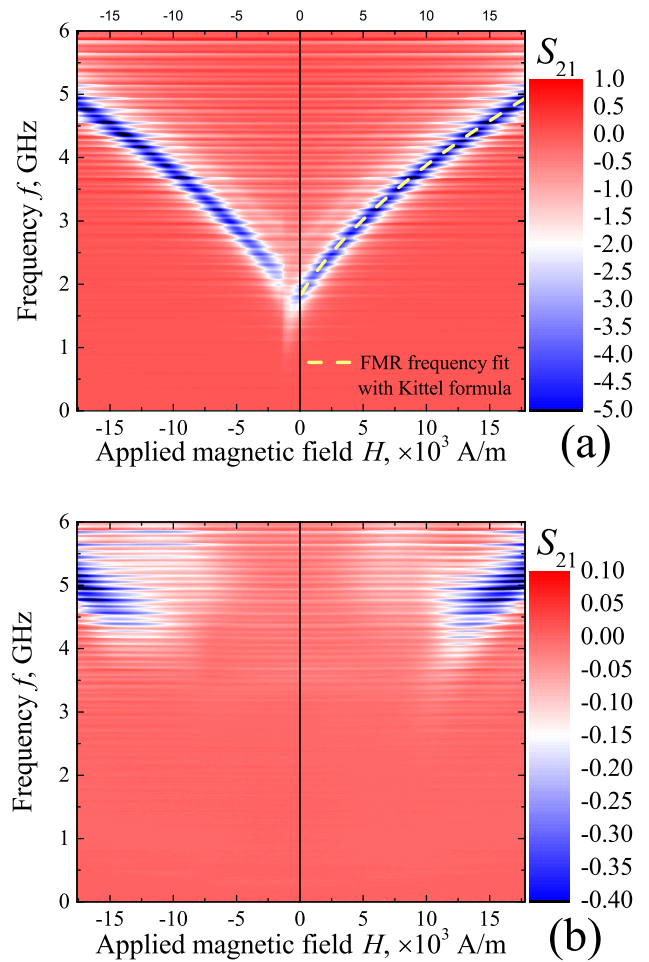 -15 -10 -5 0 5 10 15
6
5
4
3
2
1
0
Frequency f, GHz
FMR frequency fit
with Kittel formula
-15 -10 -5 0 5 10 15
Applied magnetic field H, ×10³ A/m
S₂₁
1.0
0.5
0.0
-0.5
-1.0
-1.5
-2.0
-2.5
-3.0
-3.5
-4.0
-4.5
-5.0
(a)
6
5
4
3
2
1
0
Frequency f, GHz
-15 -10 -5 0 5 10 15
Applied magnetic field H, ×10³ A/m
S₂₁
0.10
0.05
0.00
-0.05
-0.10
-0.15
-0.20
-0.25
-0.30
-0.35
-0.40
(b)